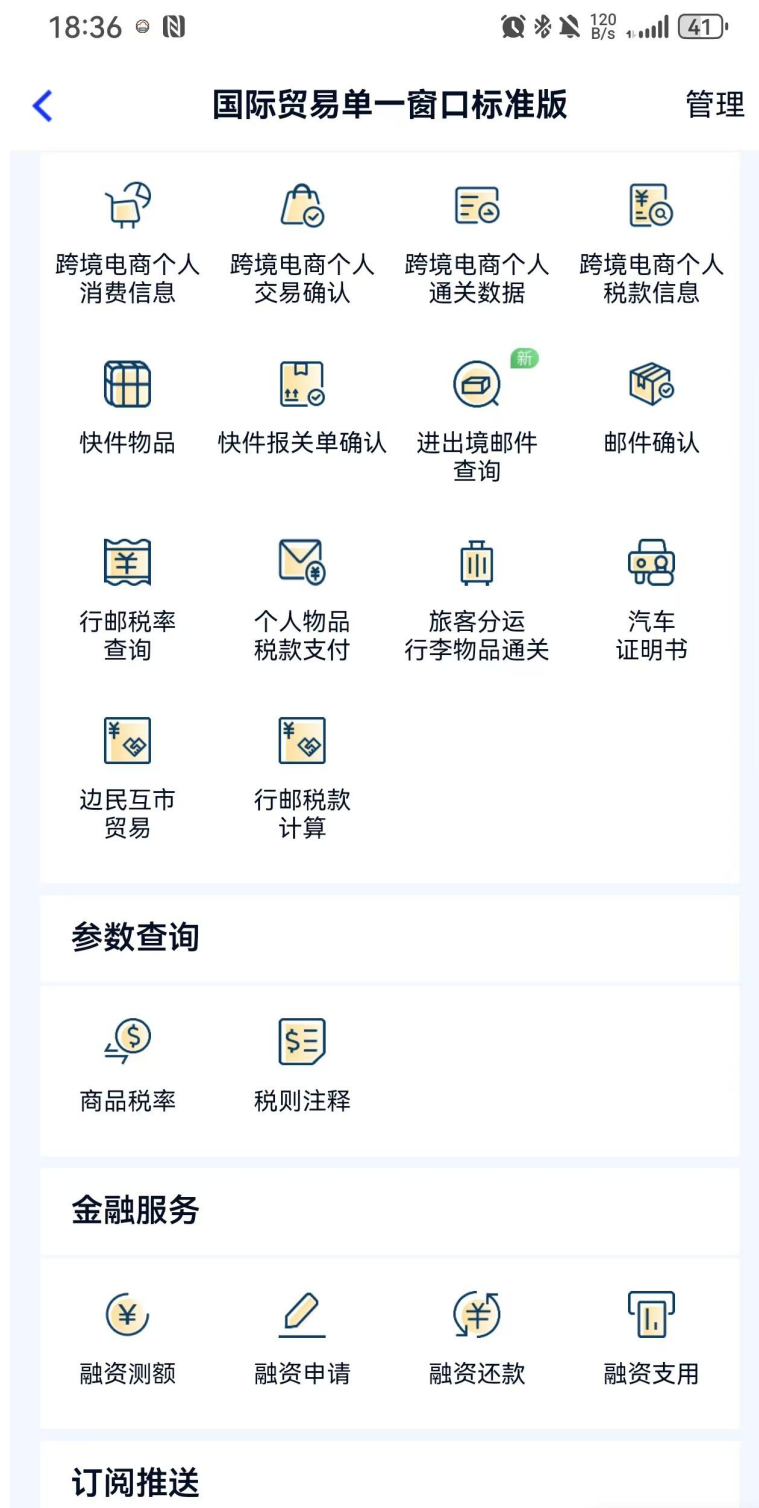 18:36
120
B/s
41
国际贸易单一窗口标准版
管理
跨境电商个人
消费信息
跨境电商个人
交易确认
跨境电商个人
通关数据
跨境电商个人
税款信息
新
快件物品
快件报关单确认
进出境邮件
查询
邮件确认
行邮税率
查询
个人物品
税款支付
旅客分运
行李物品通关
汽车
证明书
边民互市
贸易
行邮税款
计算
参数查询
商品税率
税则注释
金融服务
融资测额
融资申请
融资还款
融资支用
订阅推送